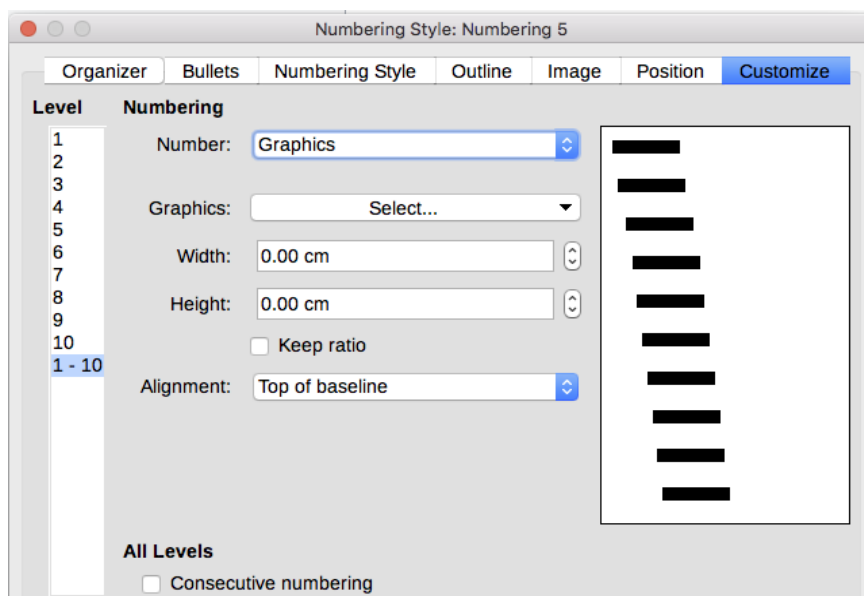 Numbering Style: Numbering 5
Organizer Bullets Numbering Style Outline Image Position Customize
Level Numbering
1
2
3
4
5
6
7
8
9
10
1 - 10
Number: Graphics
Graphics: Select...
Width: 0.00 cm
Height: 0.00 cm
Keep ratio
Alignment: Top of baseline
All Levels
Consecutive numbering